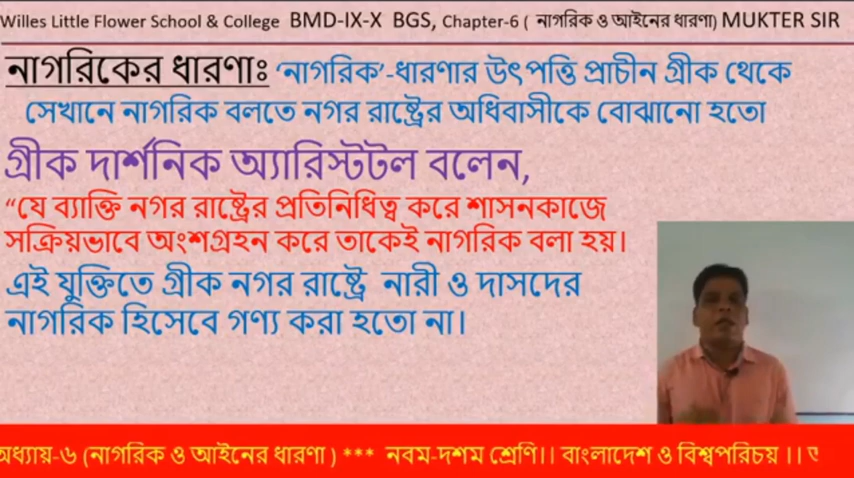 Willes Little Flower School & College BMD-IX-X BGS, Chapter-6 ( নাগরিক ও আইনের ধারণা) MUKTER SIR
নাগরিকের ধারণাঃ ‘নাগরিক’-ধারণার উৎপত্তি প্রাচীন গ্রীক থেকে
সেখানে নাগরিক বলতে নগর রাষ্ট্রের অধিবাসীকে বোঝানো হতো
গ্রীক দার্শনিক অ্যারিস্টটল বলেন,
“যে ব্যাক্তি নগর রাষ্ট্রের প্রতিনিধিত্ব করে শাসনকাজে
সক্রিয়ভাবে অংশগ্রহন করে তাকেই নাগরিক বলা হয়।
এই যুক্তিতে গ্রীক নগর রাষ্ট্রে নারী ও দাসদের
নাগরিক হিসেবে গণ্য করা হতো না।
অধ্যায়-৬ (নাগরিক ও আইনের ধারণা ) *** নবম-দশম শ্রেণি।। বাংলাদেশ ও বিশ্বপরিচয় ।।